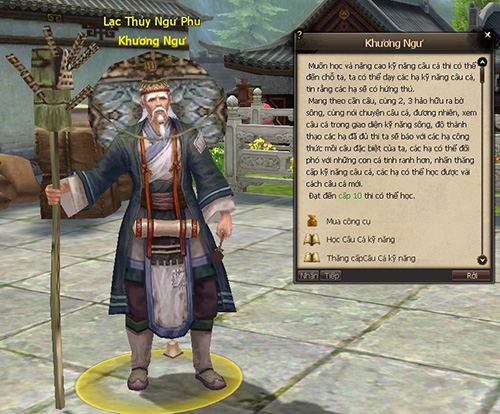 Lạc Thủy Ngư Phu
Khương Ngư
?
Khương Ngư
×
Muốn học và nâng cao kỹ năng câu cá thì có thể
đến chỗ ta, ta có thể dạy các hạ kỹ năng câu cá,
tin rằng các hạ sẽ có hứng thú.
Mang theo cần câu, cùng 2, 3 hảo hữu ra bờ
sông, cùng nói chuyện câu cá, đương nhiên, xem
câu cá trong giao diện kỹ năng sống, độ thành
thạo các hạ đã đủ thì ta sẽ báo với các hạ công
thức mồi câu đặc biệt của ta, các hạ có thể đối
phó với những con cá tinh ranh hơn, nhấn thăng
cấp kỹ năng câu cá, các hạ có thể học được vài
cách câu cá mới.
Đạt đến cấp 10 thì có thể học.
Mua công cụ
Học Câu Cá kỹ năng
Thăng cấpCâu Cá kỹ năng
Nhận Tiếp Rời